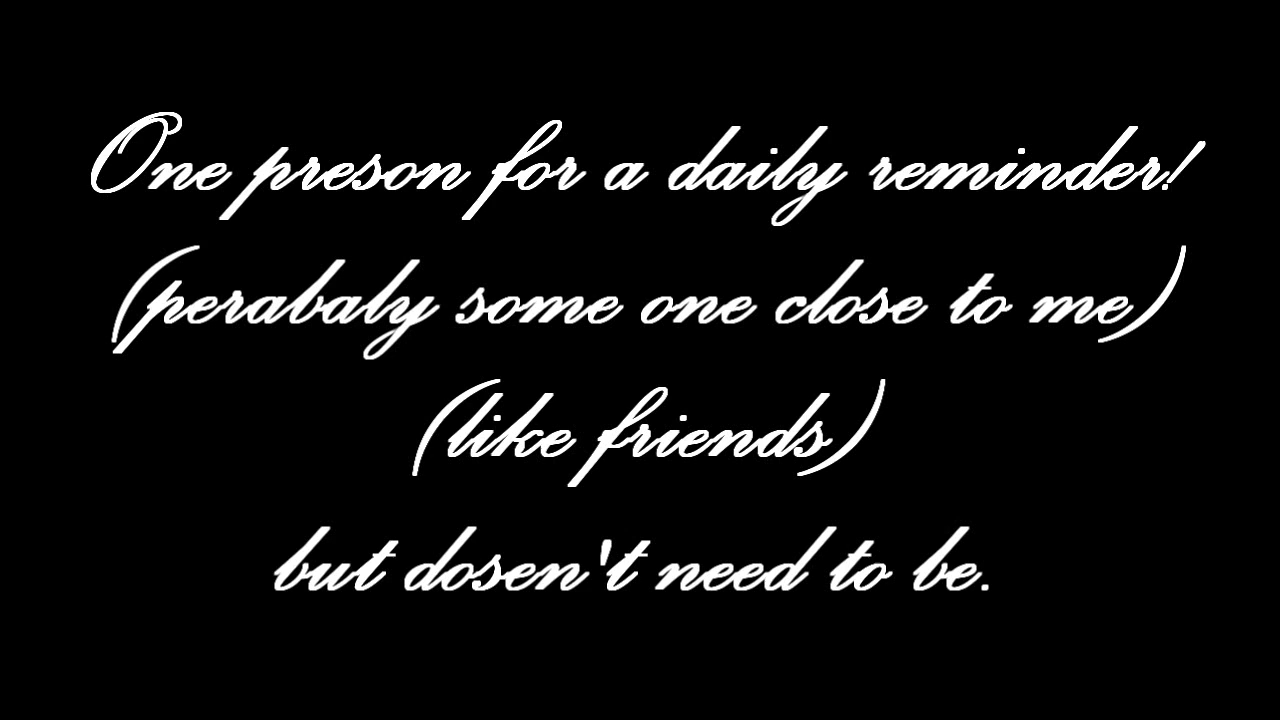 One preson for a daily reminder!
(perabaly some one close to me)
(like friends)
but dosen't need to be.